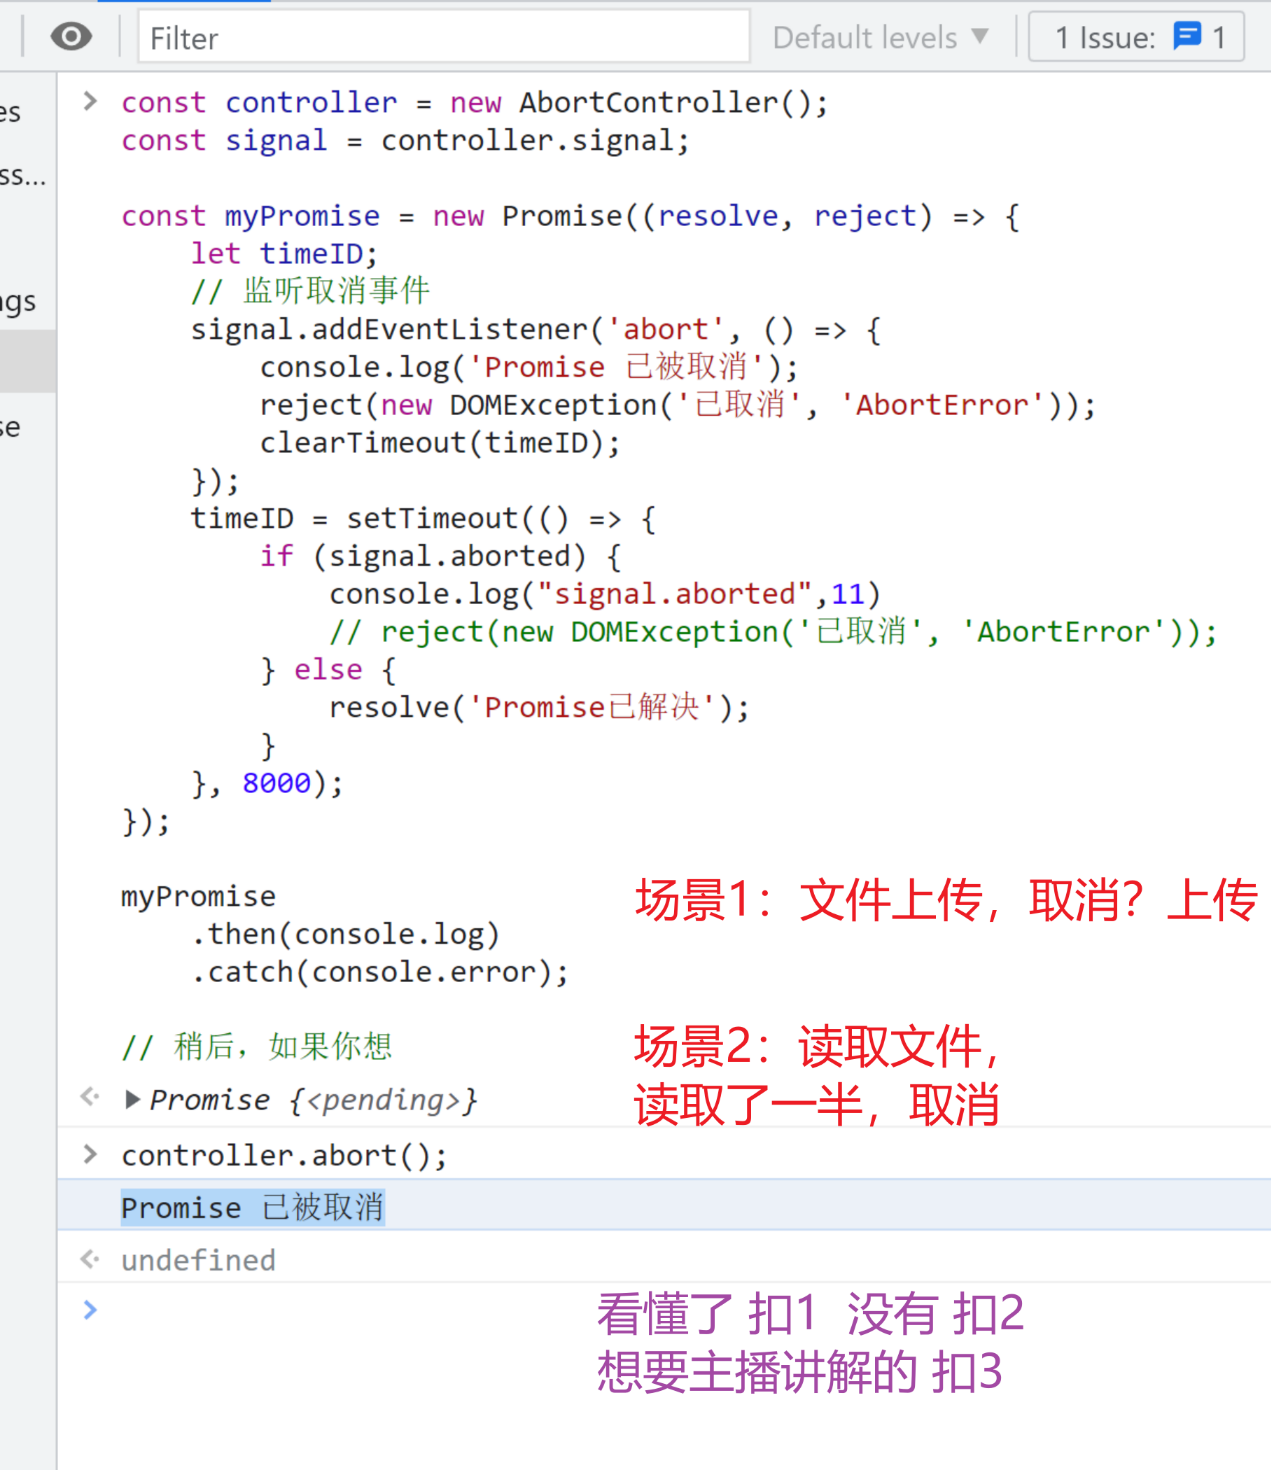 Filter
Default levels ▼
1 Issue: 1
es
ss...
ngs
se
> const controller = new AbortController();
const signal = controller.signal;
const myPromise = new Promise((resolve, reject) => {
let timeID;
// 监听取消事件
signal.addEventListener('abort', () => {
console.log('Promise 已被取消');
reject(new DOMException('已取消', 'AbortError'));
clearTimeout(timeID);
});
timeID = setTimeout(() => {
if (signal.aborted) {
console.log("signal.aborted",11)
// reject(new DOMException('已取消', 'AbortError'));
} else {
resolve('Promise已解决');
}
}, 8000);
});
myPromise
.then(console.log)
.catch(console.error);
场景1：文件上传，取消？上传
// 稍后，如果你想
场景2：读取文件，
读取了一半，取消
Promise {<pending>}
> controller.abort();
Promise 已被取消
undefined
>
看懂了 扣1 没有 扣2
想要主播讲解的 扣3